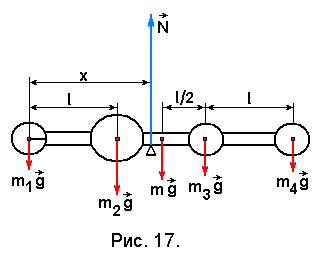 N
x
l l/2 l
m₁g m₂g mg m₃g m₄g
Рис. 17.